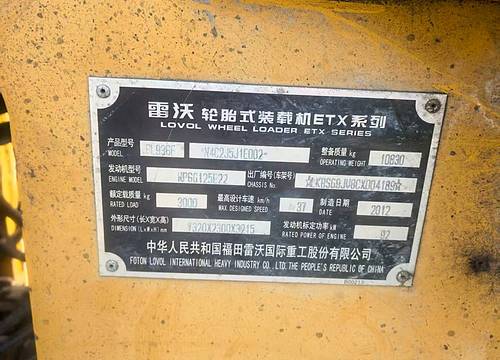 雷沃 轮胎式装载机ETX系列
LOVOL WHEEL LOADER ETX SERIES
产品型号 MODEL FL936F 整备质量 kg OPERATING WEIGHT 10830
发动机型号 ENGINE MODEL WP6G125E22 出厂编号(车架号) CHASSIS No.
额定载质量 kg RATED LOAD 3000 最高设计车速 km/h MAX DESIGNED SPEED 37 制造日期 DATE 2012
外形尺寸(长X宽X高) DIMENSION (LxWxH) mm 发动机标定功率 kW RATED POWER OF ENGINE 92
中华人民共和国福田雷沃国际重工股份有限公司
FOTON LOVOL INTERNATIONAL HEAVY INDUSTRY CO. LTD. THE PEOPLE'S REPUBLIC OF CHINA